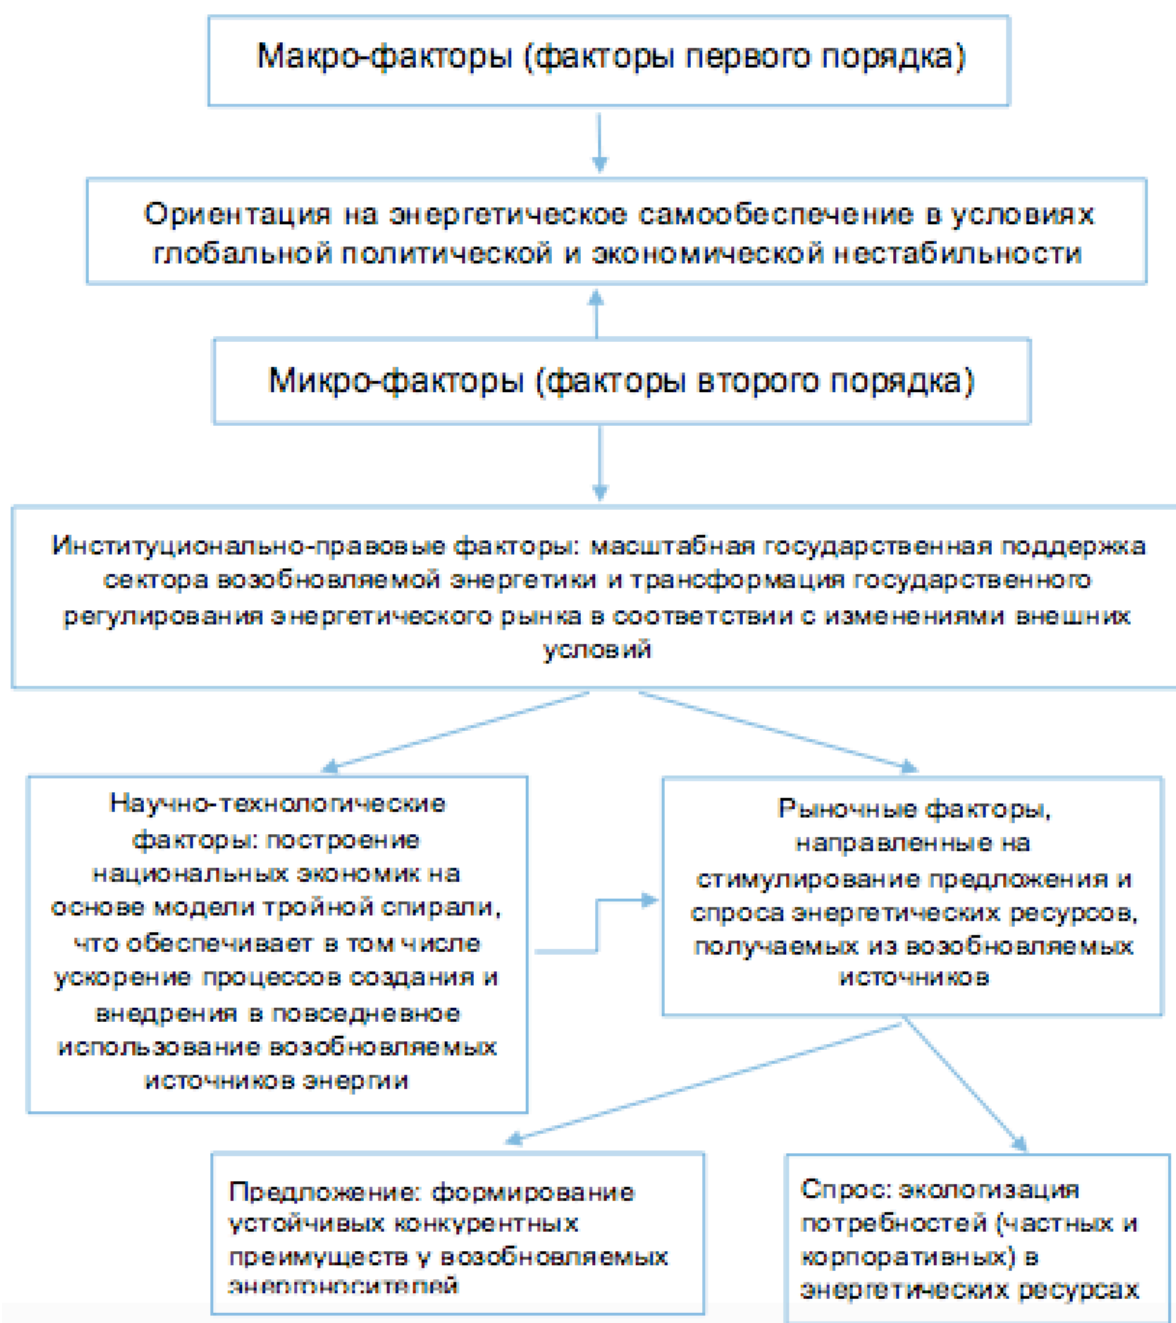 Макро-факторы (факторы первого порядка)
Ориентация на энергетическое самообеспечение в условиях
глобальной политической и экономической нестабильности
Микро-факторы (факторы второго порядка)
Институционально-правовые факторы: масштабная государственная поддержка
сектора возобновляемой энергетики и трансформация государственного
регулирования энергетического рынка в соответствии с изменениями внешних
условий
Научно-технологические
факторы: построение
национальных экономик на
основе модели тройной спирали,
что обеспечивает в том числе
ускорение процессов создания и
внедрения в повседневное
использование возобновляемых
источников энергии
Рыночные факторы,
направленные на
стимулирование предложения и
спроса энергетических ресурсов,
получаемых из возобновляемых
источников
Предложение: формирование
устойчивых конкурентных
преимуществ у возобновляемых
энергоносителей
Спрос: экологизация
потребностей (частных и
корпоративных) в
энергетических ресурсах